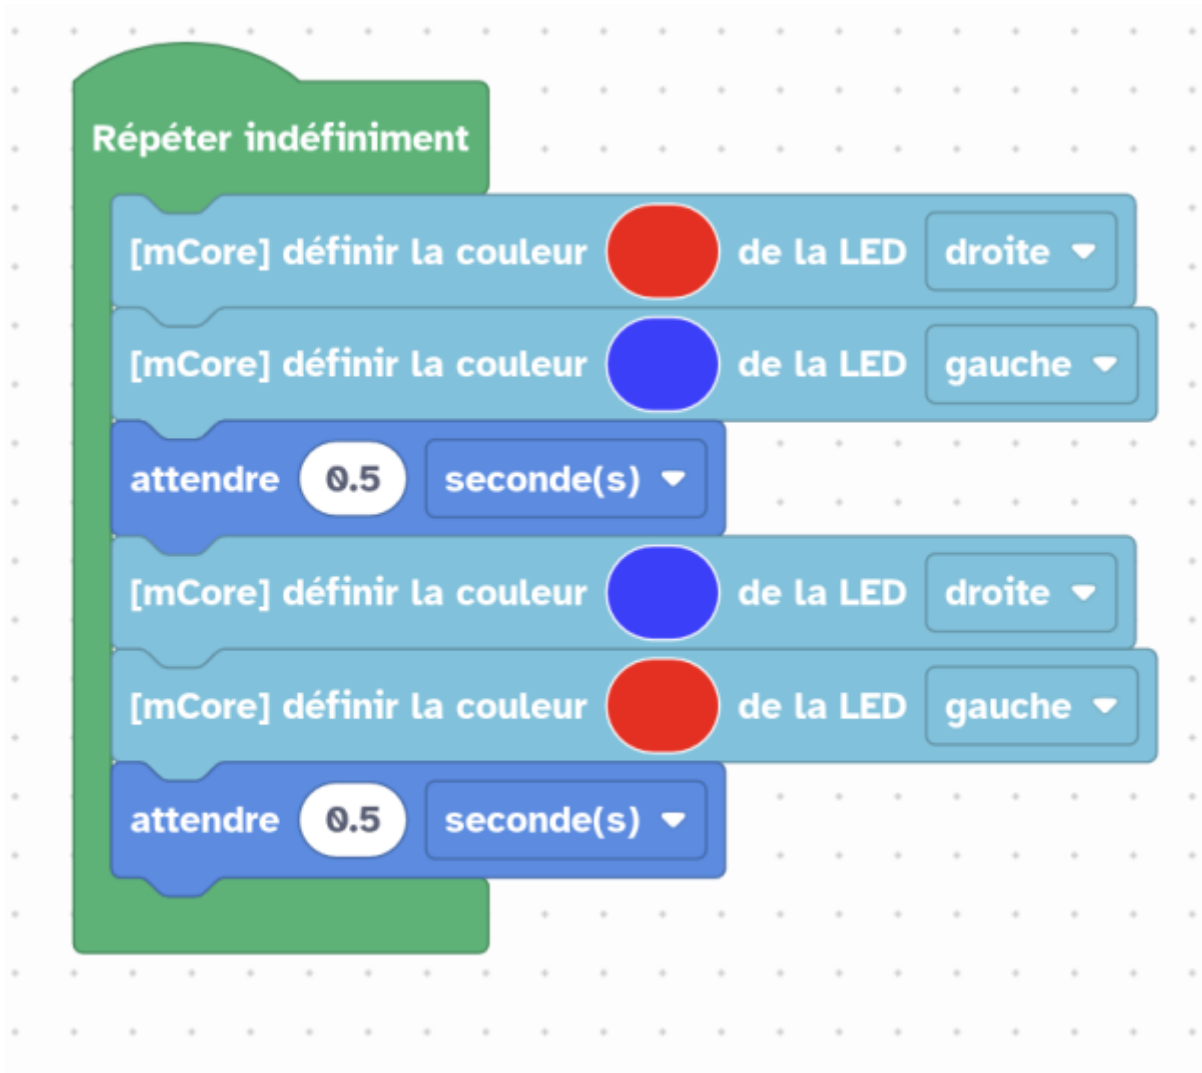 Répéter indéfiniment
[mCore] définir la couleur de la LED droite
[mCore] définir la couleur de la LED gauche
attendre 0.5 seconde(s)
[mCore] définir la couleur de la LED droite
[mCore] définir la couleur de la LED gauche
attendre 0.5 seconde(s)